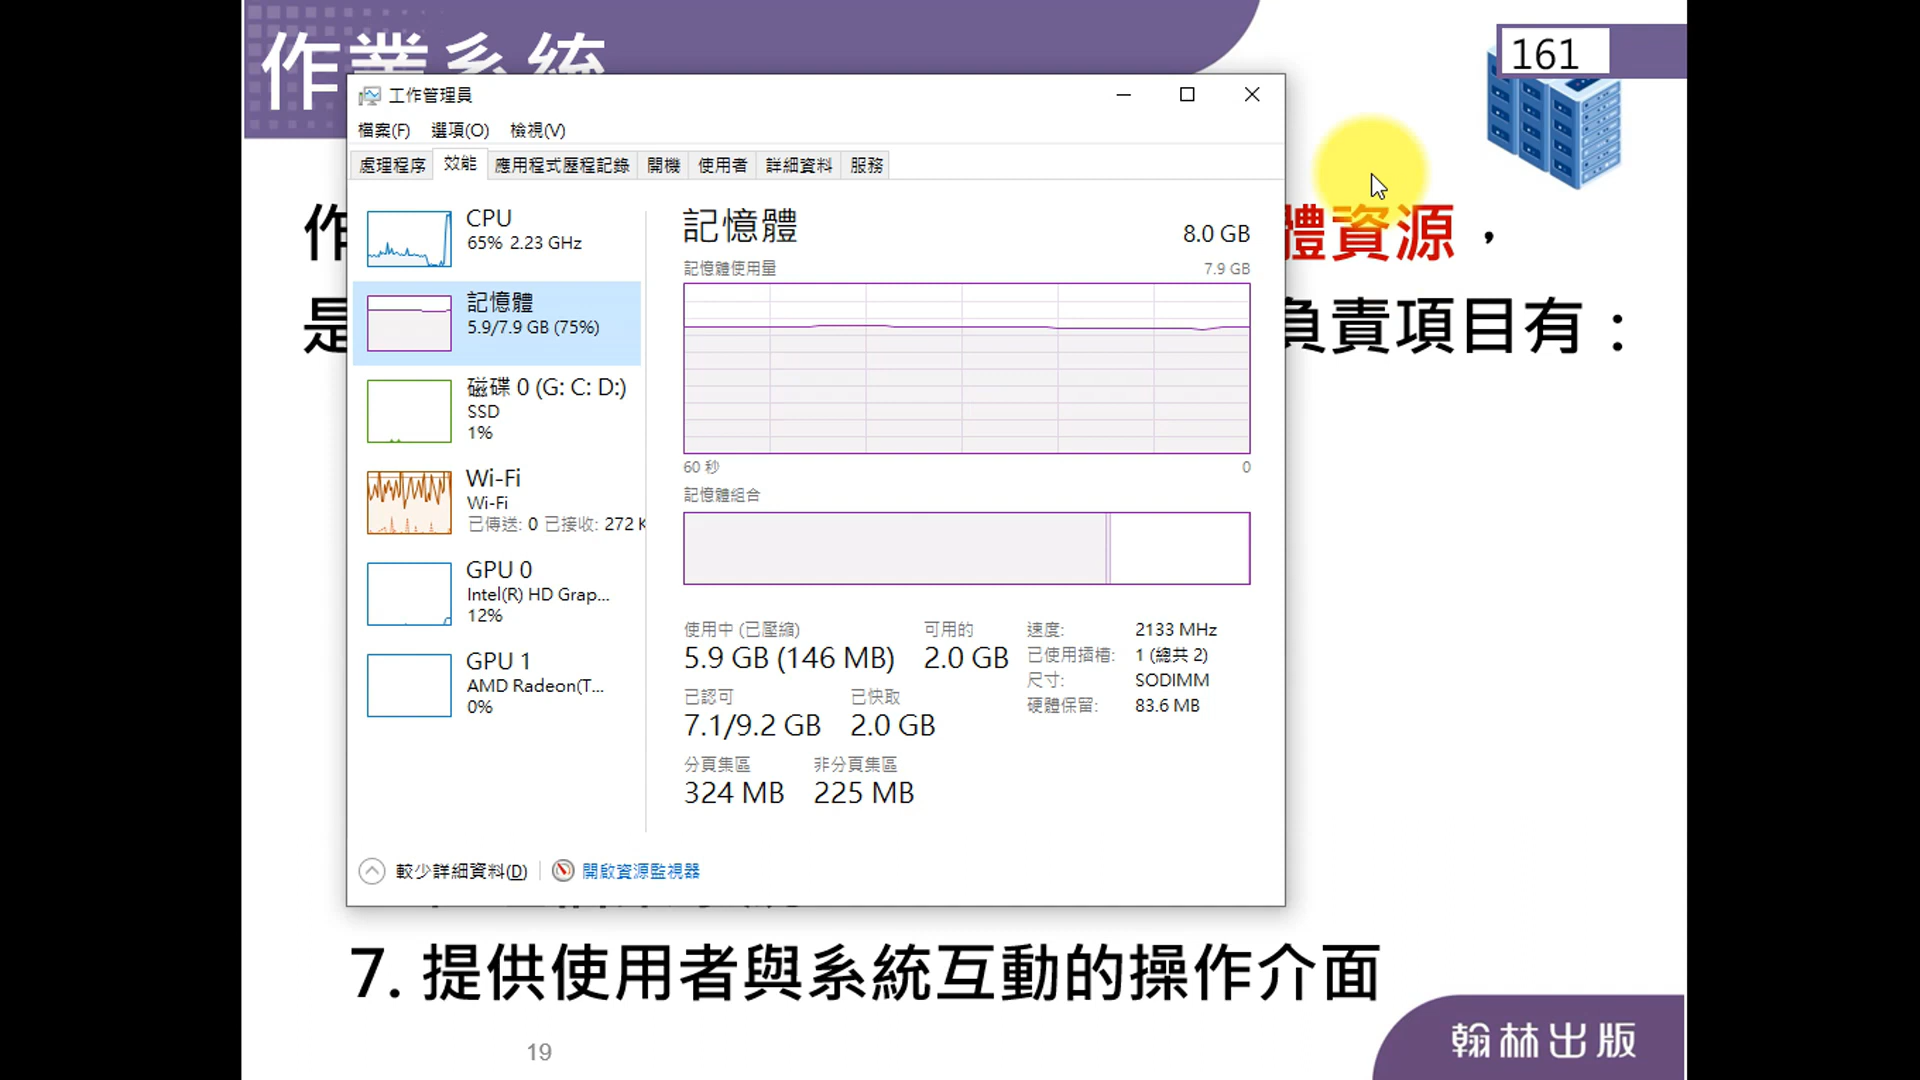 作業系統
161
工作管理員
檔案(F) 選項(O) 檢視(V)
處理程序 效能 應用程式歷程記錄 開機 使用者 詳細資料 服務
CPU
65% 2.23 GHz
記憶體
5.9/7.9 GB (75%)
磁碟 0 (G: C: D:)
SSD
1%
Wi-Fi
Wi-Fi
已傳送: 0 已接收: 272 K
GPU 0
Intel(R) HD Grap...
12%
GPU 1
AMD Radeon(T...
0%
記憶體 8.0 GB
記憶體使用量 7.9 GB
60 秒 0
記憶體組合
使用中 (已壓縮) 可用的
5.9 GB (146 MB) 2.0 GB
已認可 已快取
7.1/9.2 GB 2.0 GB
分頁集區 非分頁集區
324 MB 225 MB
速度: 2133 MHz
已使用插槽: 1 (總共 2)
尺寸: SODIMM
硬體保留: 83.6 MB
較少詳細資料(D) 開啟資源監視器
作 體資源，
是 負責項目有：
7. 提供使用者與系統互動的操作介面
19
翰林出版